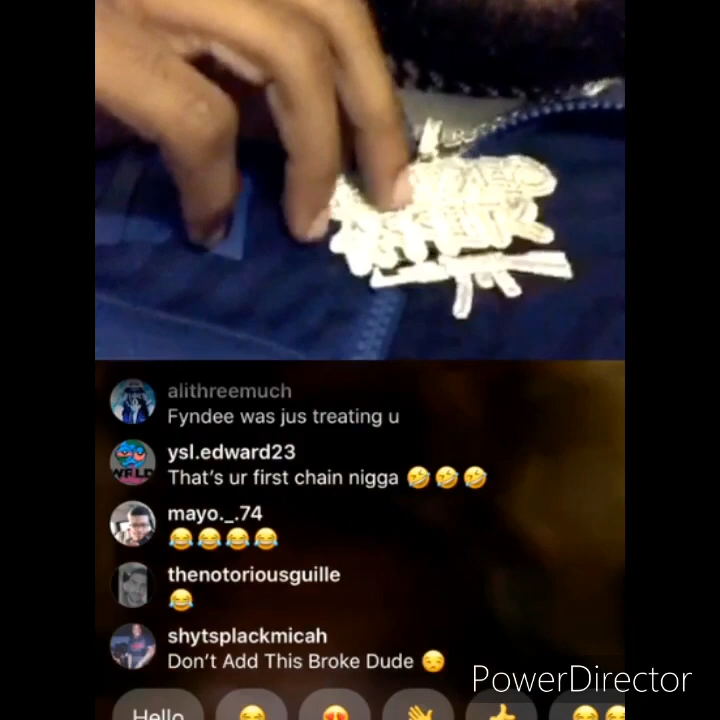 alithreemuch
Fyndee was jus treating u
ysl.edward23
That's ur first chain nigga 🤣🤣🤣
mayo._.74
😂😂😂😂
thenotoriousguille
😂
shytsplackmicah
Don't Add This Broke Dude 😒
PowerDirector
Hello